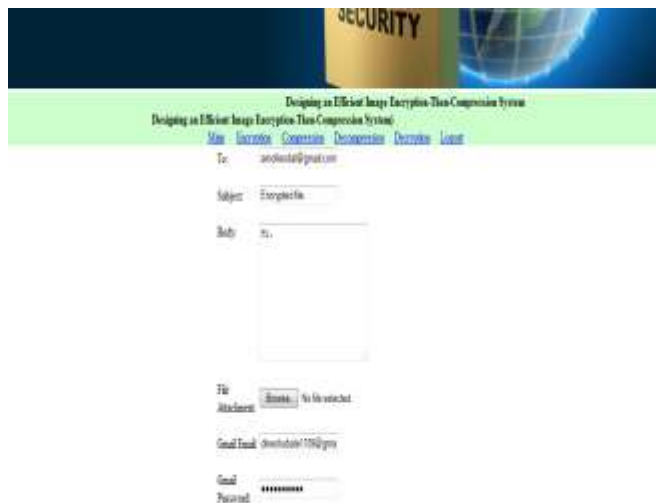 SECURITY
Designing an Efficient Image Encryption-Then-Compression System
Designing an Efficient Image Encryption-Then-Compression System)
Main Encryption Compression Decompression Decryption Logout
To:
Subject: Encrypted file
Body:
File Attachment Browse... No file selected.
Gmail Email
Gmail Password